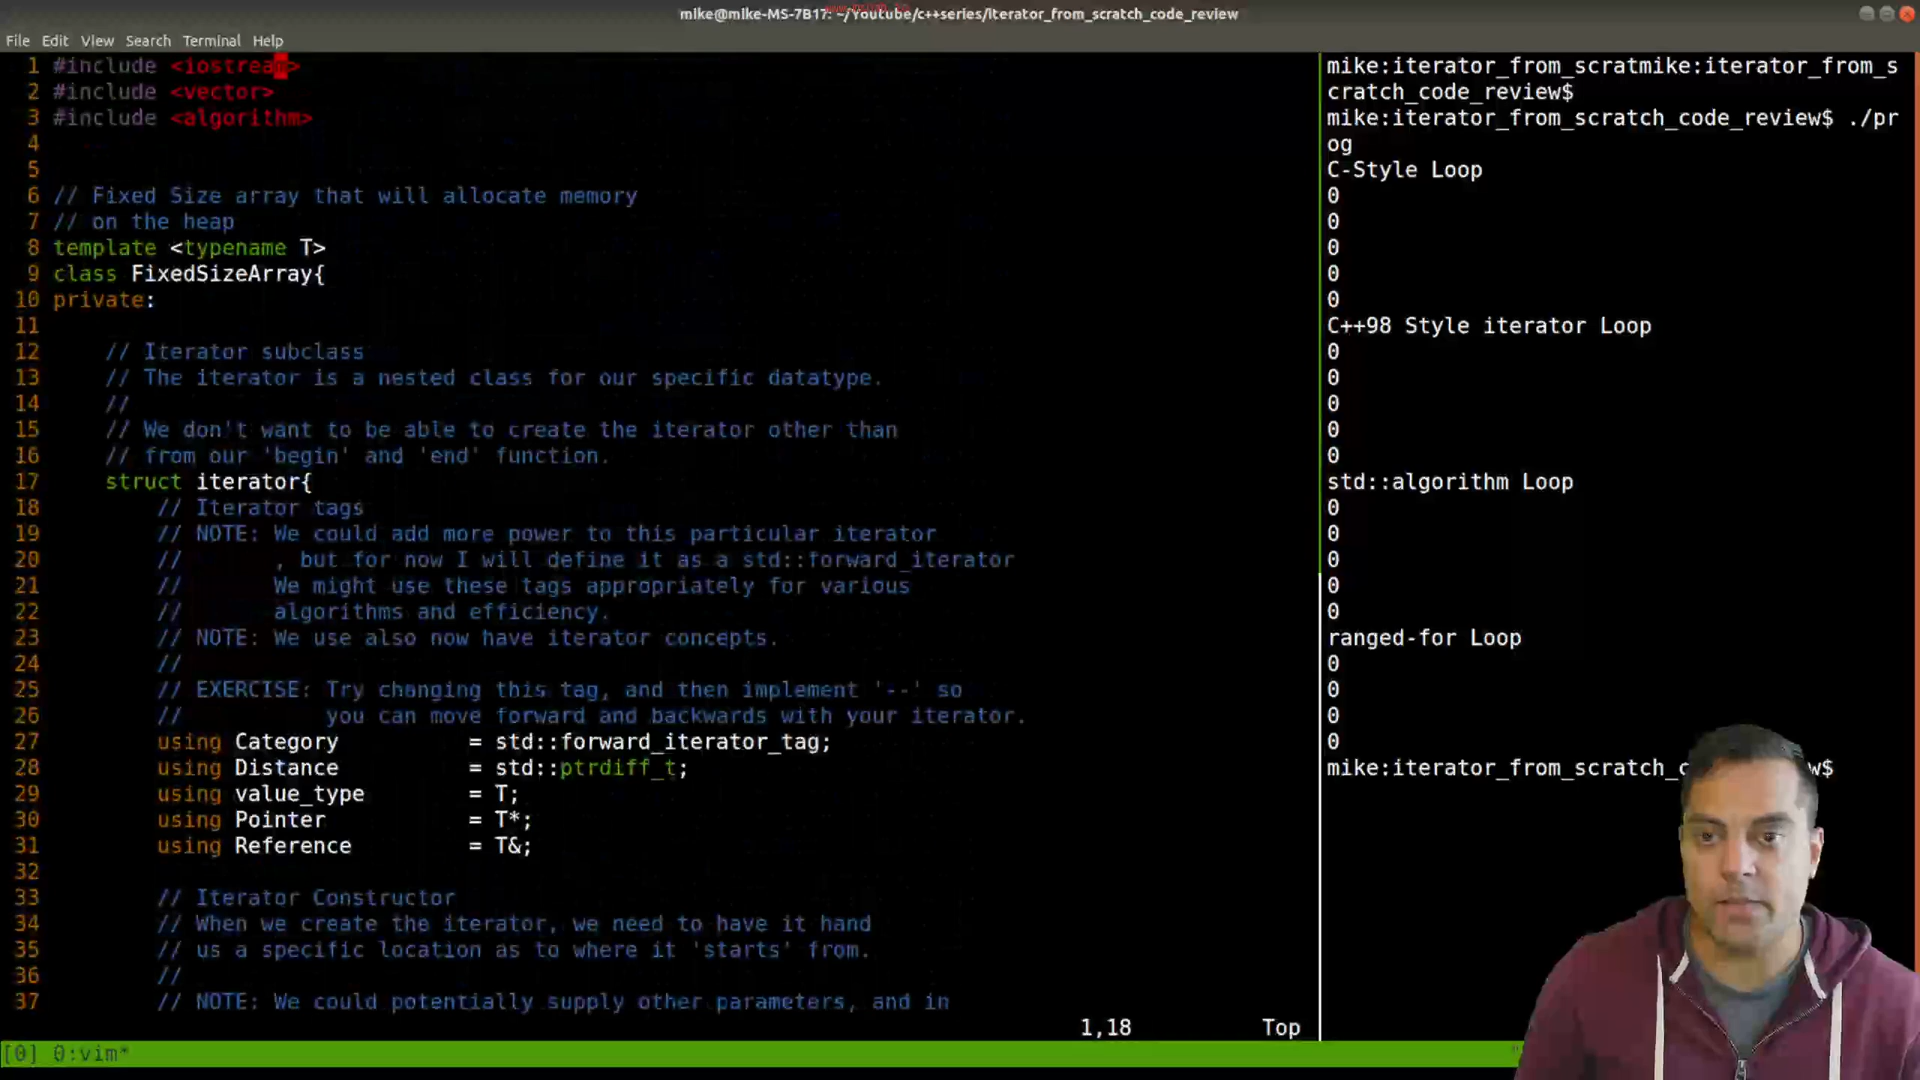 mike@mike-MS-7B17: ~/Youtube/c++series/iterator_from_scratch_code_review
File Edit View Search Terminal Help
1 #include <iostream>
2 #include <vector>
3 #include <algorithm>
4
5
6 // Fixed Size array that will allocate memory
7 // on the heap
8 template <typename T>
9 class FixedSizeArray{
10 private:
11
12 // Iterator subclass
13 // The iterator is a nested class for our specific datatype.
14 //
15 // We don't want to be able to create the iterator other than
16 // from our 'begin' and 'end' function.
17 struct iterator{
18 // Iterator tags
19 // NOTE: We could add more power to this particular iterator
20 // , but for now I will define it as a std::forward_iterator
21 // We might use these tags appropriately for various
22 // algorithms and efficiency.
23 // NOTE: We use also now have iterator concepts.
24 //
25 // EXERCISE: Try changing this tag, and then implement '--' so
26 // you can move forward and backwards with your iterator.
27 using Category = std::forward_iterator_tag;
28 using Distance = std::ptrdiff_t;
29 using value_type = T;
30 using Pointer = T*;
31 using Reference = T&;
32
33 // Iterator Constructor
34 // When we create the iterator, we need to have it hand
35 // us a specific location as to where it 'starts' from.
36 //
37 // NOTE: We could potentially supply other parameters, and in
1,18 Top
[0] 0:vim*
mike:iterator_from_scratmike:iterator_from_s
cratch_code_review$
mike:iterator_from_scratch_code_review$ ./pr
og
C-Style Loop
0
0
0
0
0
C++98 Style iterator Loop
0
0
0
0
0
std::algorithm Loop
0
0
0
0
0
ranged-for Loop
0
0
0
0
mike:iterator_from_scratch_c w$